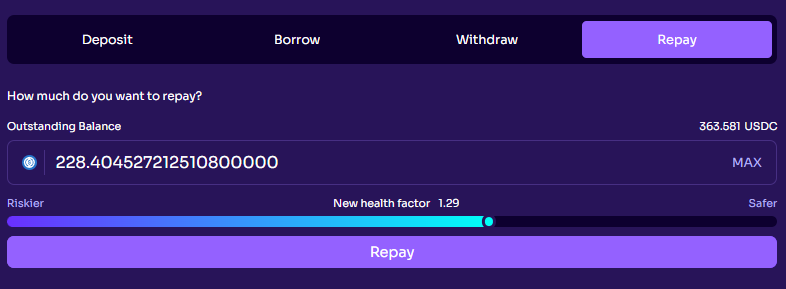 Deposit Borrow Withdraw Repay
How much do you want to repay?
Outstanding Balance 363.581 USDC
228.404527212510800000 MAX
Riskier New health factor 1.29 Safer
Repay